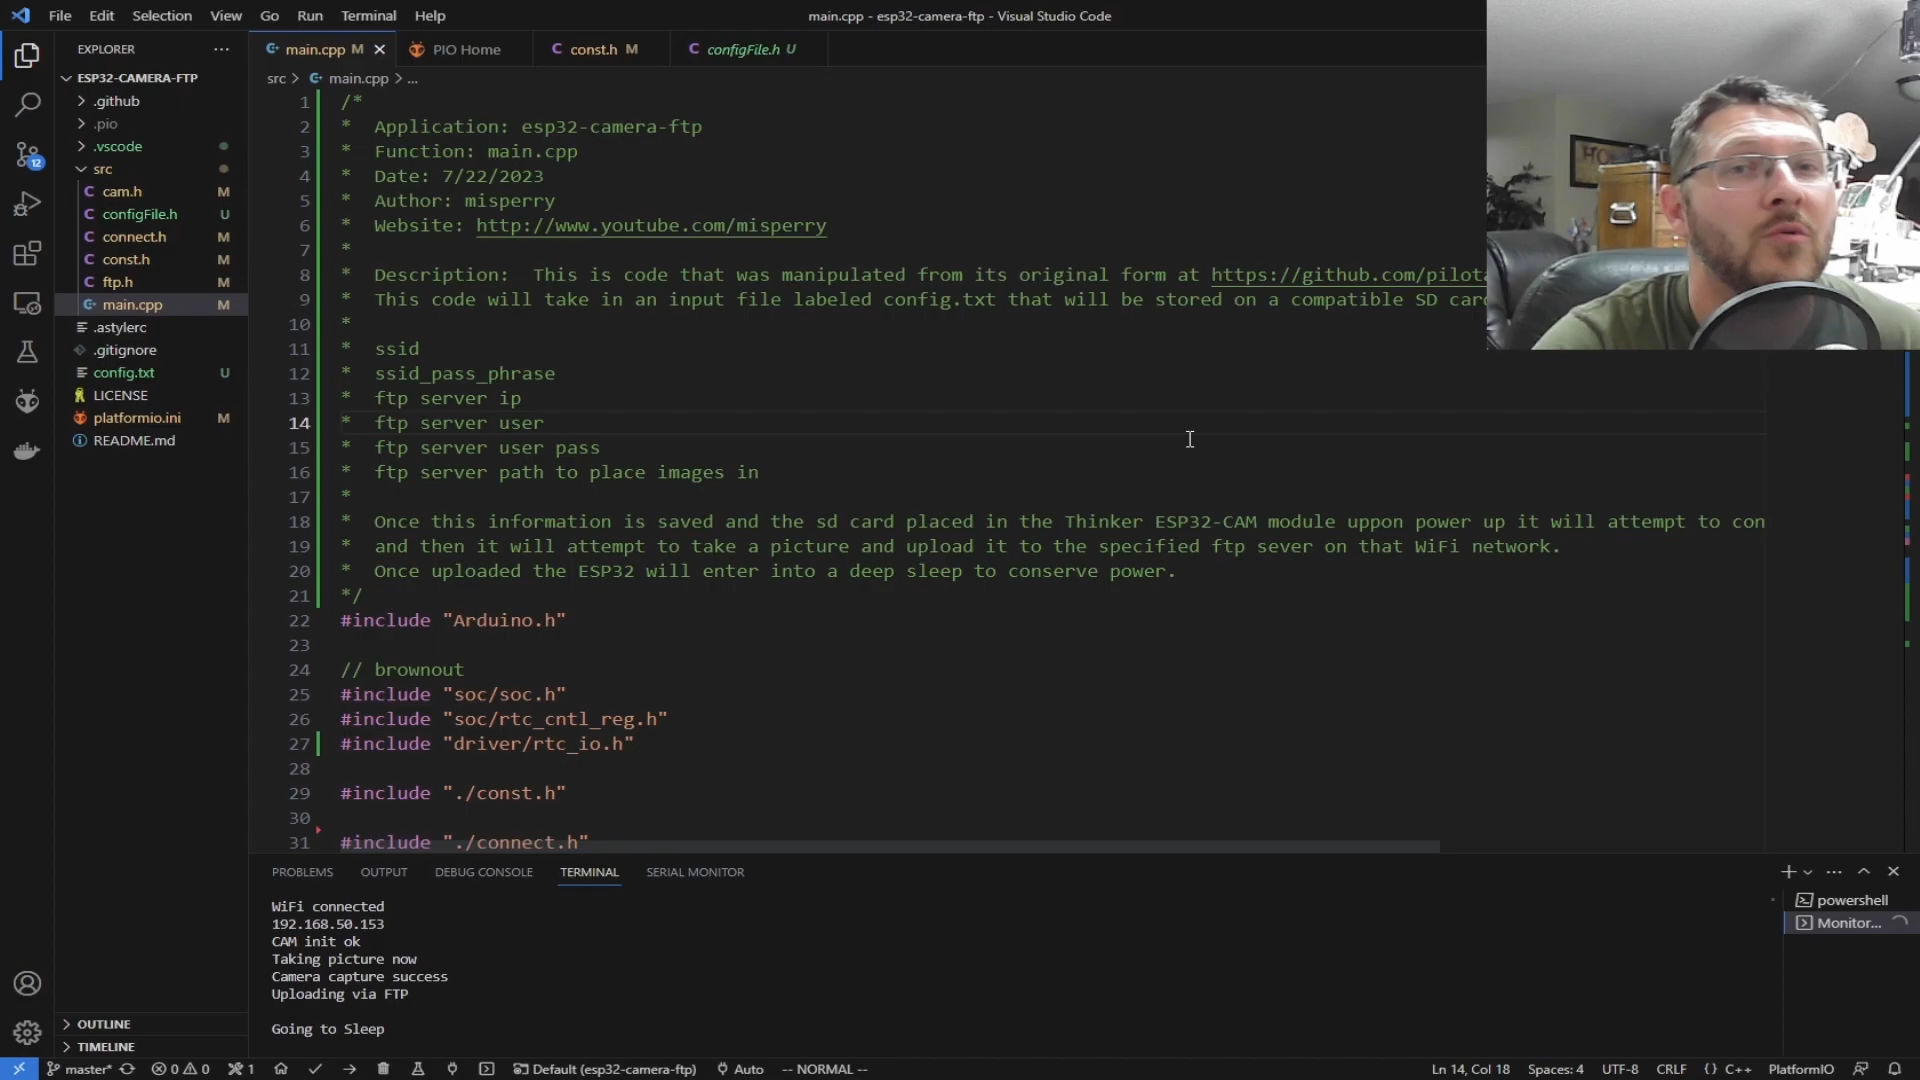 File Edit Selection View Go Run Terminal Help
main.cpp - esp32-camera-ftp - Visual Studio Code
EXPLORER
main.cpp M
PIO Home
const.h M
configFile.h U
ESP32-CAMERA-FTP
.github
.pio
.vscode
src
cam.h M
configFile.h U
connect.h M
const.h M
ftp.h M
main.cpp M
.astylerc
.gitignore
config.txt U
LICENSE
platformio.ini M
README.md
OUTLINE
TIMELINE
src > main.cpp > ...
1 /*
2 * Application: esp32-camera-ftp
3 * Function: main.cpp
4 * Date: 7/22/2023
5 * Author: misperry
6 * Website: http://www.youtube.com/misperry
7 *
8 * Description: This is code that was manipulated from its original form at https://github.com/pilota
9 * This code will take in an input file labeled config.txt that will be stored on a compatible SD card
10 *
11 * ssid
12 * ssid_pass_phrase
13 * ftp server ip
14 * ftp server user
15 * ftp server user pass
16 * ftp server path to place images in
17 *
18 * Once this information is saved and the sd card placed in the Thinker ESP32-CAM module uppon power up it will attempt to con
19 * and then it will attempt to take a picture and upload it to the specified ftp sever on that WiFi network.
20 * Once uploaded the ESP32 will enter into a deep sleep to conserve power.
21 */
22 #include "Arduino.h"
23
24 // brownout
25 #include "soc/soc.h"
26 #include "soc/rtc_cntl_reg.h"
27 #include "driver/rtc_io.h"
28
29 #include "./const.h"
30
31 #include "./connect.h"
PROBLEMS OUTPUT DEBUG CONSOLE TERMINAL SERIAL MONITOR
WiFi connected
192.168.50.153
CAM init ok
Taking picture now
Camera capture success
Uploading via FTP
Going to Sleep
powershell
Monitor...
12
master* 0 0 1 Default (esp32-camera-ftp) Auto -- NORMAL -- Ln 14, Col 18 Spaces: 4 UTF-8 CRLF {} C++ PlatformIO